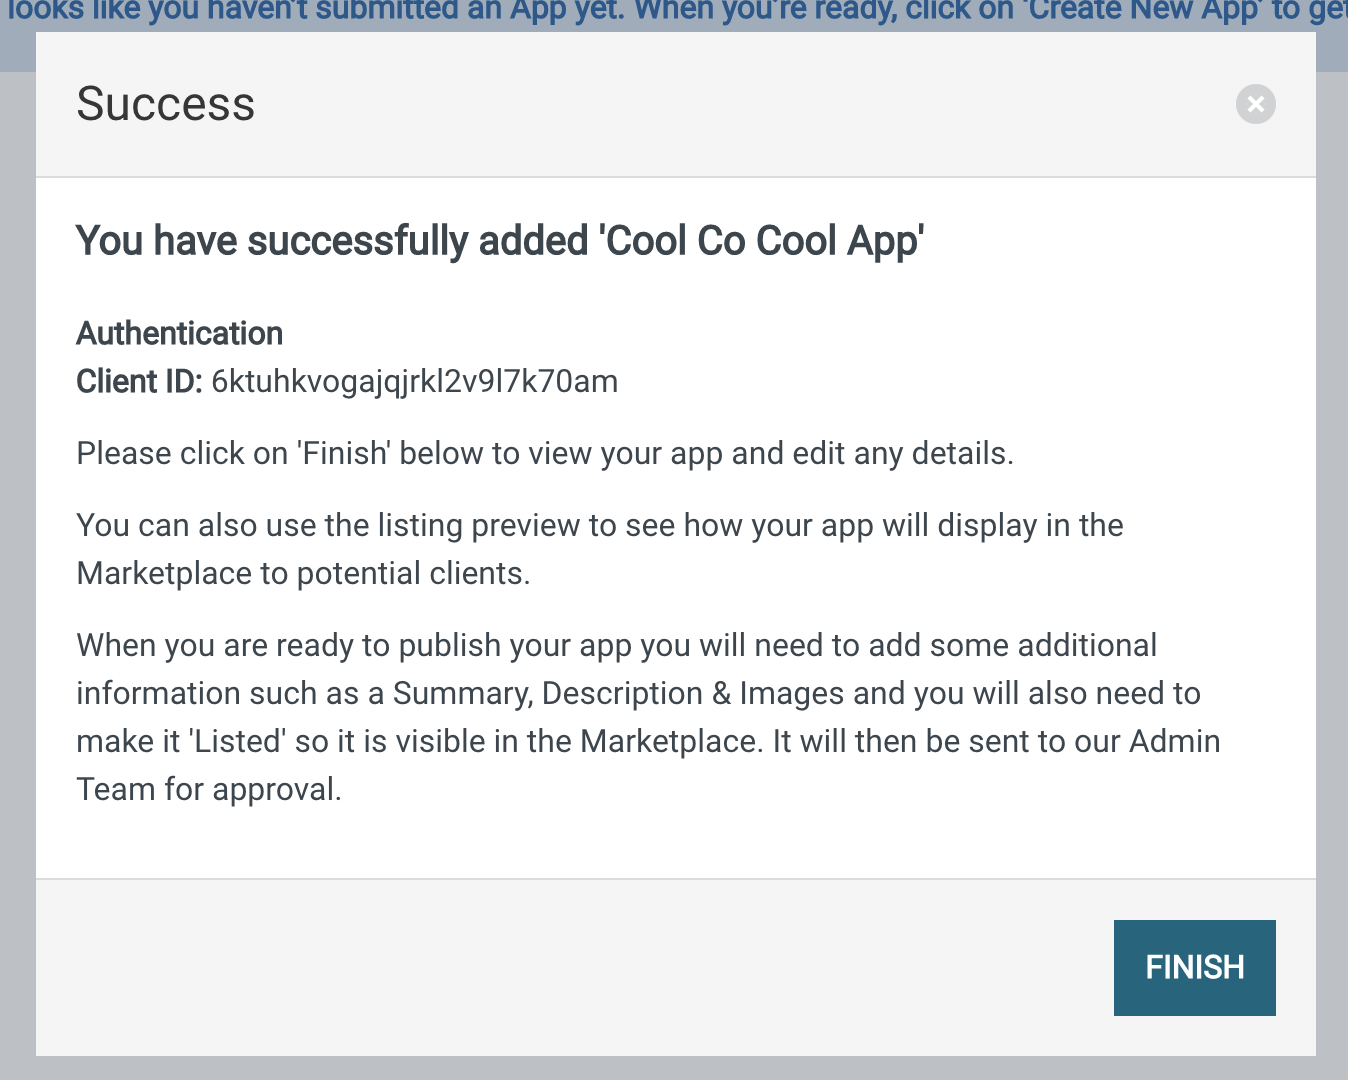 looks like you haven't submitted an App yet. When you're ready, click on 'Create New App' to get
Success
You have successfully added 'Cool Co Cool App'
Authentication
Client ID: 6ktuhkvogajqjrkl2v9l7k70am
Please click on 'Finish' below to view your app and edit any details.
You can also use the listing preview to see how your app will display in the
Marketplace to potential clients.
When you are ready to publish your app you will need to add some additional
information such as a Summary, Description & Images and you will also need to
make it 'Listed' so it is visible in the Marketplace. It will then be sent to our Admin
Team for approval.
FINISH